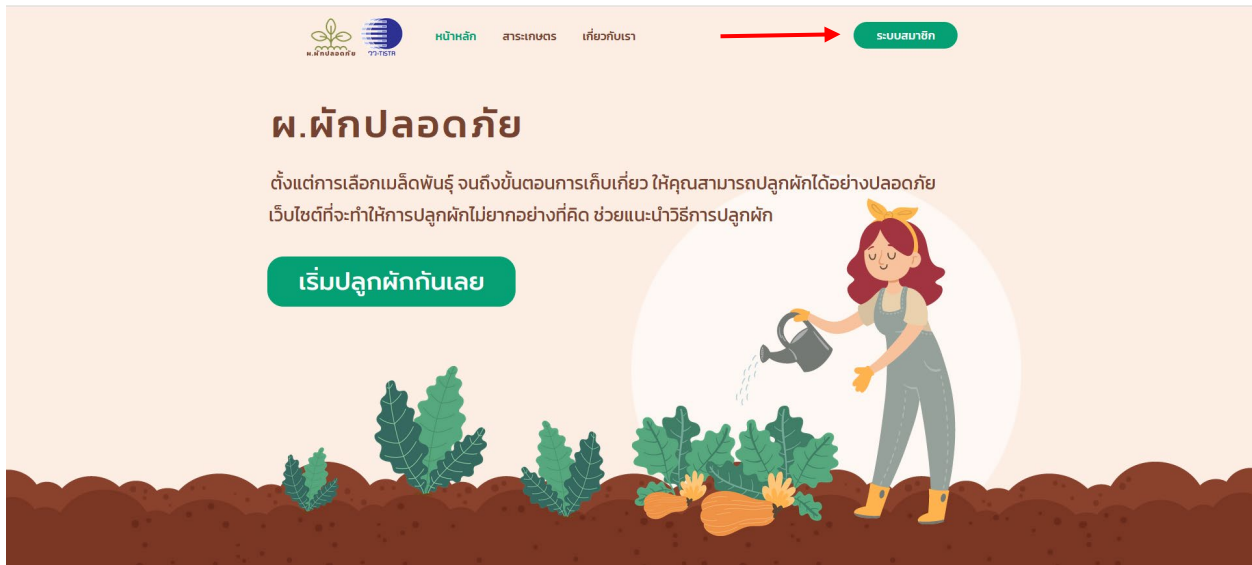 ผ.ผักปลอดภัย
วว-TISTR
หน้าหลัก
สาระเกษตร
เกี่ยวกับเรา
ระบบสมาชิก
ผ.ผักปลอดภัย
ตั้งแต่การเลือกเมล็ดพันธุ์ จนถึงขั้นตอนการเก็บเกี่ยว ให้คุณสามารถปลูกผักได้อย่างปลอดภัย
เว็บไซต์ที่จะทำให้การปลูกผักไม่ยากอย่างที่คิด ช่วยแนะนำวิธีการปลูกผัก
เริ่มปลูกผักกันเลย